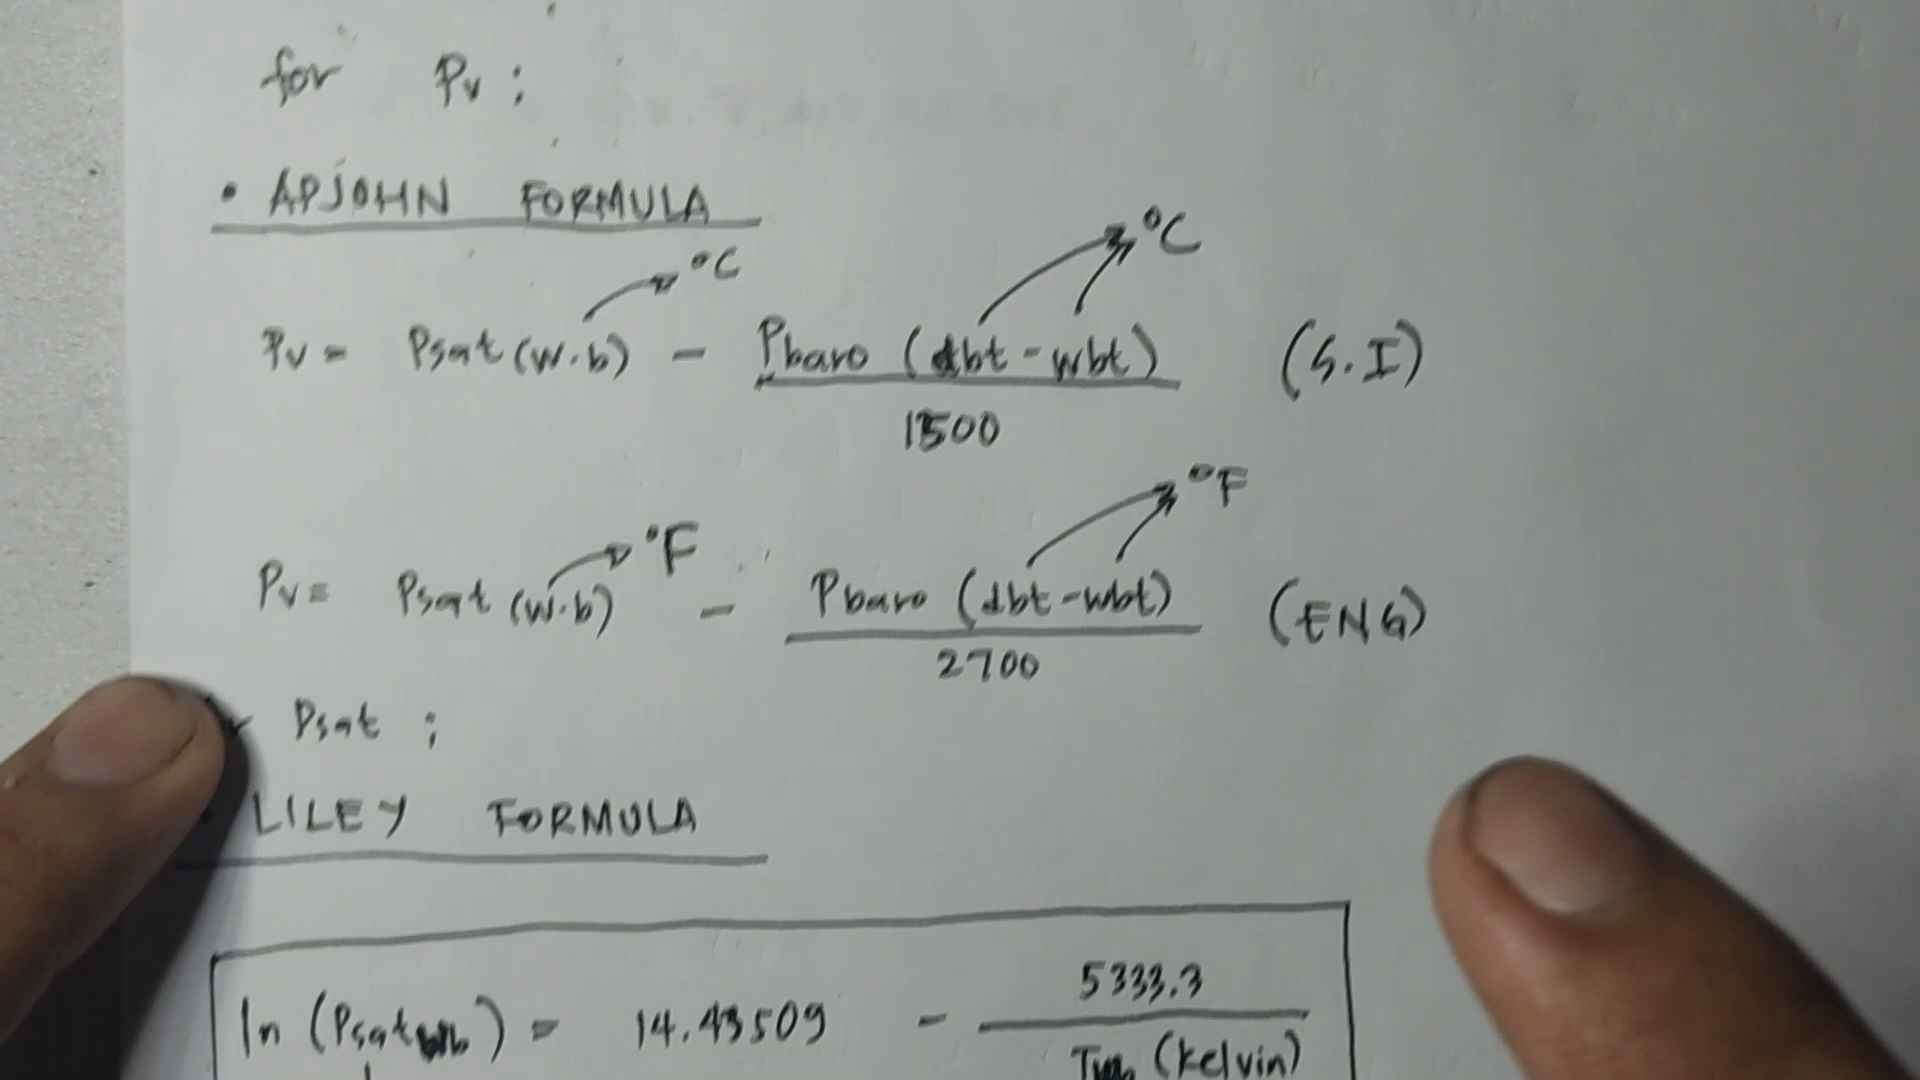 for Pv :
• APJOHN FORMULA
°C °C
Pv = Psat (w.b) - Pbaro (dbt - wbt) (S.I)
1500
°F °F
Pv = Psat (w.b) - Pbaro (dbt - wbt) (ENG)
2700
Psat ;
LILEY FORMULA
5333.3
ln (Psat wb) = 14.43509 -
Twb (Kelvin)